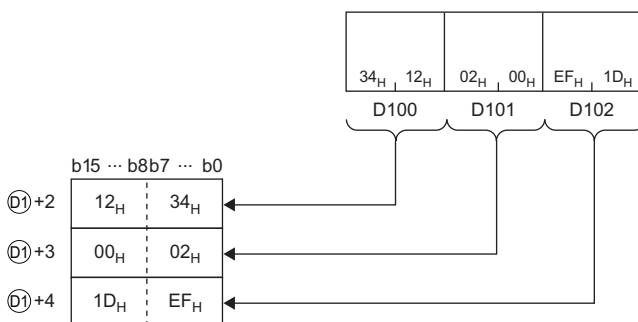 34H 12H 02H 00H EFH 1DH
D100 D101 D102
b15 ··· b8b7 ··· b0
D1 +2 12H 34H
D1 +3 00H 02H
D1 +4 1DH EFH